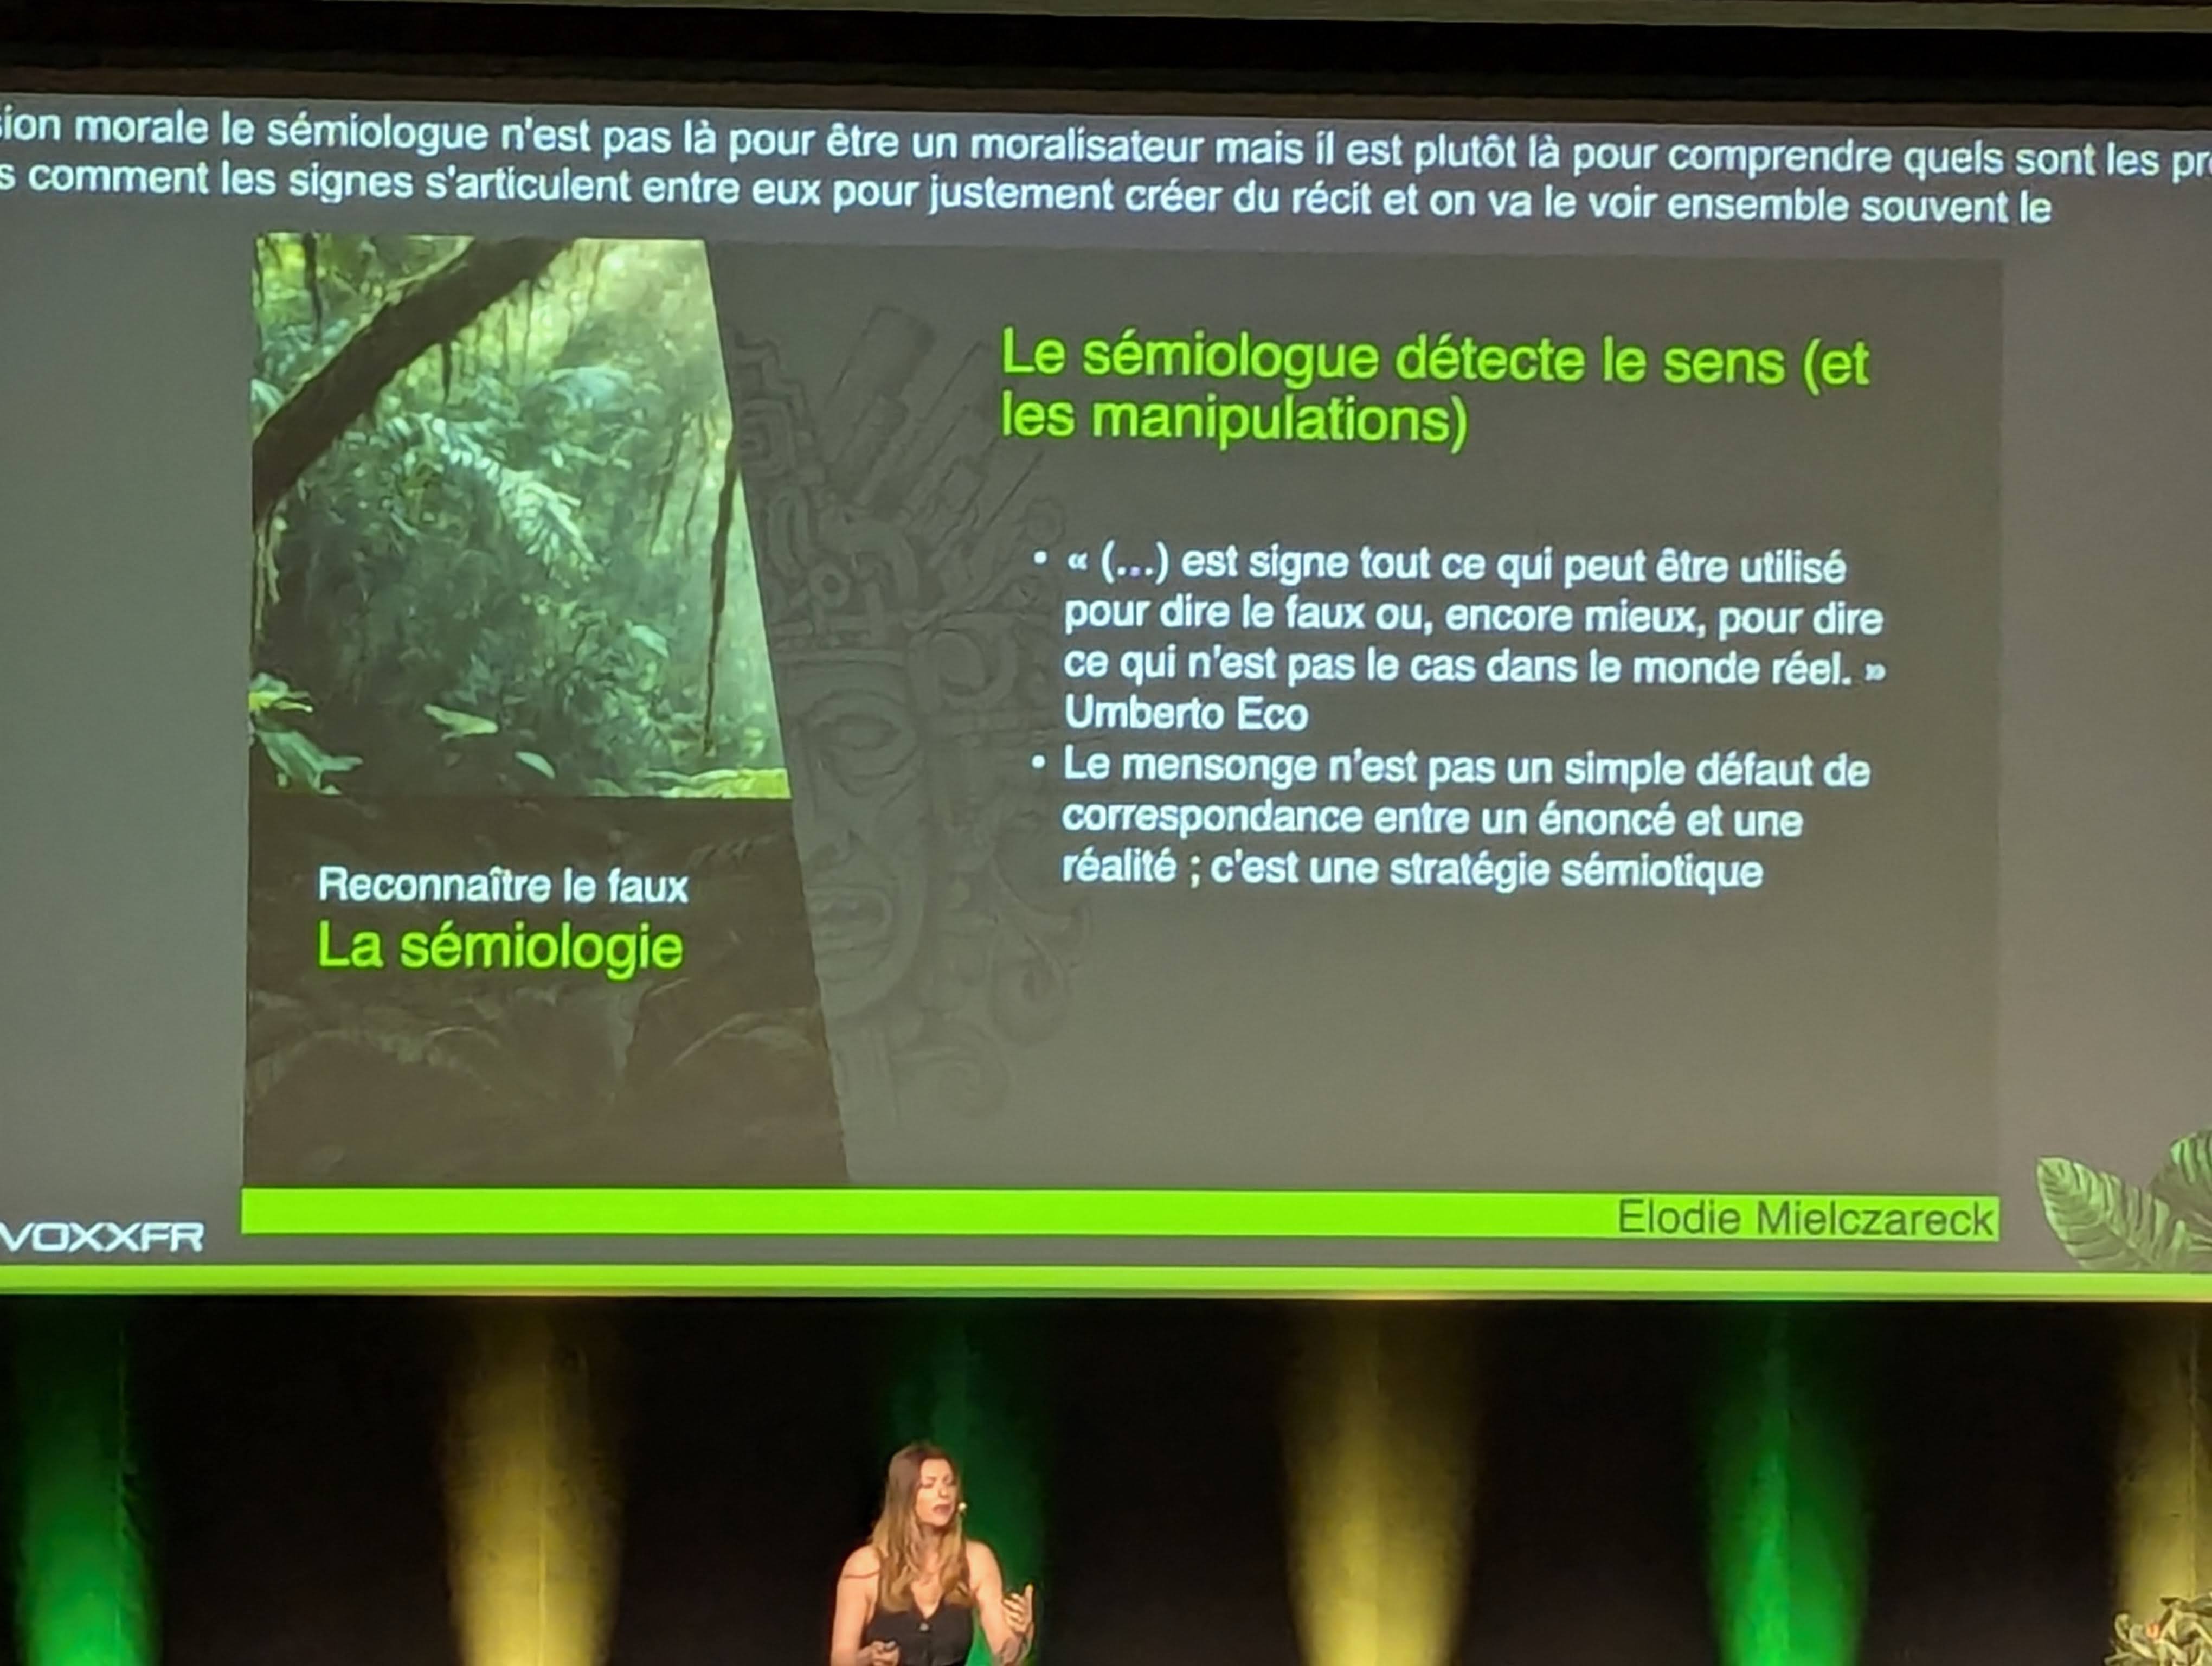 sion morale le sémiologue n'est pas là pour être un moralisateur mais il est plutôt là pour comprendre quels sont les pr
s comment les signes s'articulent entre eux pour justement créer du récit et on va le voir ensemble souvent le
Le sémiologue détecte le sens (et
les manipulations)
• « (...) est signe tout ce qui peut être utilisé
pour dire le faux ou, encore mieux, pour dire
ce qui n'est pas le cas dans le monde réel. »
Umberto Eco
• Le mensonge n'est pas un simple défaut de
correspondance entre un énoncé et une
réalité ; c'est une stratégie sémiotique
Reconnaître le faux
La sémiologie
Elodie Mielczareck
VOXXFR